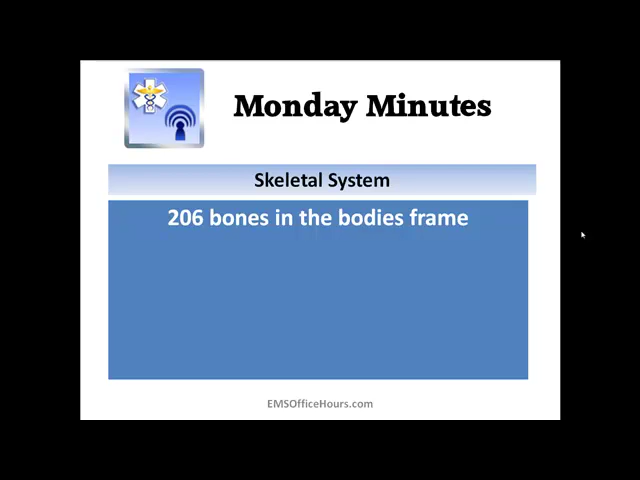 Monday Minutes
Skeletal System
206 bones in the bodies frame
EMSOfficeHours.com